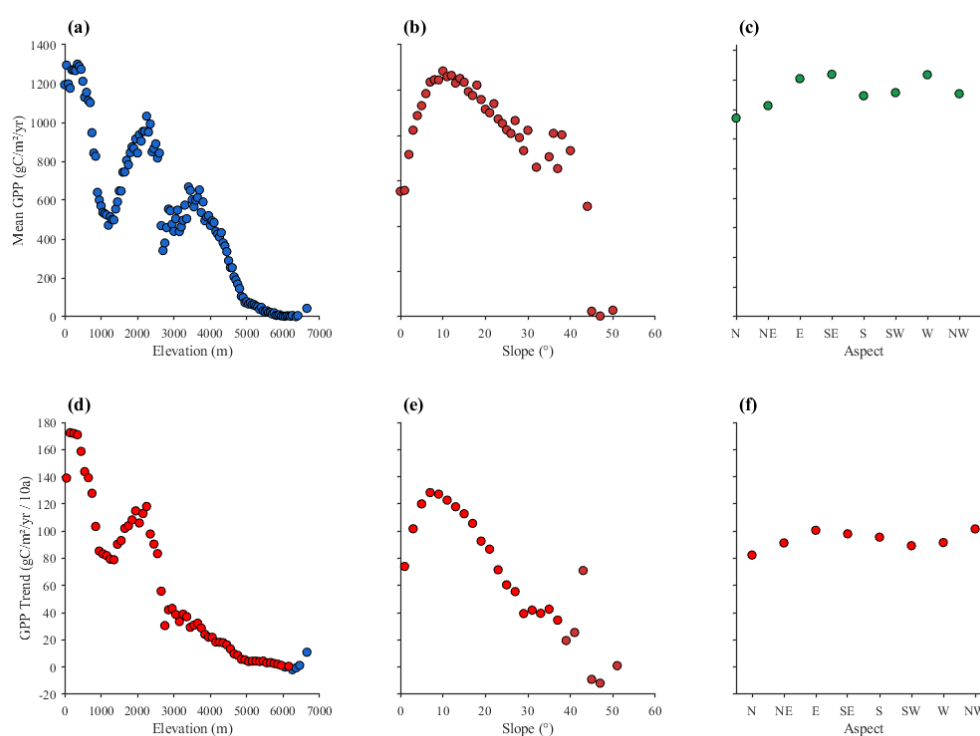 (a)
(b)
(c)
1400
1200
1000
800
600
400
200
0
Mean GPP (gC/m²/yr)
0 1000 2000 3000 4000 5000 6000 7000
Elevation (m)
0 10 20 30 40 50 60
Slope (°)
N NE E SE S SW W NW
Aspect
(d)
(e)
(f)
180
160
140
120
100
80
60
40
20
0
-20
GPP Trend (gC/m²/yr / 10a)
0 1000 2000 3000 4000 5000 6000 7000
Elevation (m)
0 10 20 30 40 50 60
Slope (°)
N NE E SE S SW W NW
Aspect